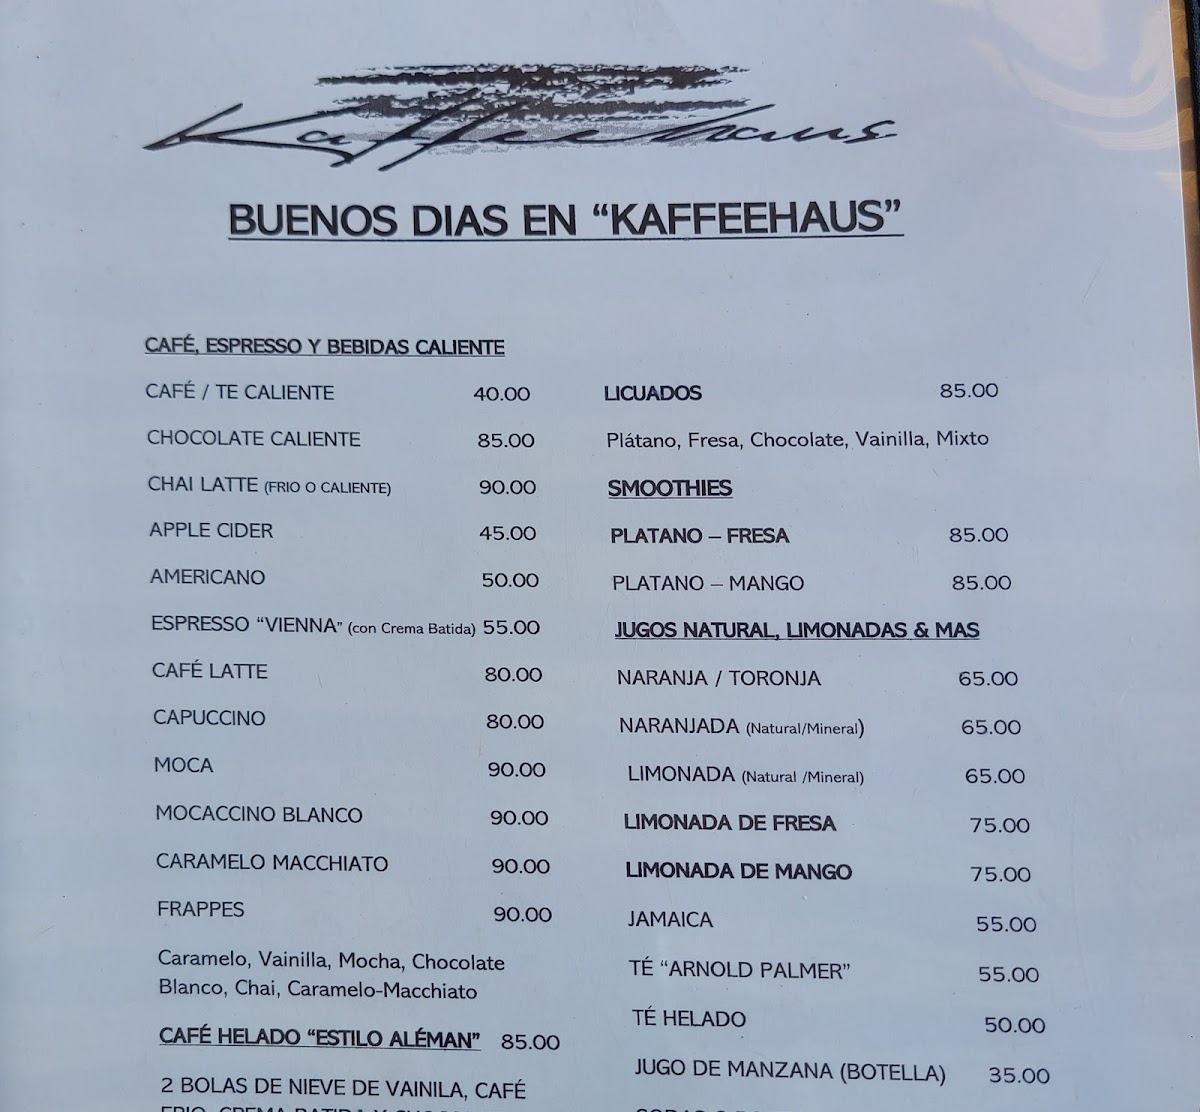 Kaffeehaus
BUENOS DIAS EN “KAFFEEHAUS”
CAFÉ, ESPRESSO Y BEBIDAS CALIENTE
CAFÉ / TE CALIENTE 40.00
CHOCOLATE CALIENTE 85.00
CHAI LATTE (FRIO O CALIENTE) 90.00
APPLE CIDER 45.00
AMERICANO 50.00
ESPRESSO “VIENNA” (con Crema Batida) 55.00
CAFÉ LATTE 80.00
CAPUCCINO 80.00
MOCA 90.00
MOCACCINO BLANCO 90.00
CARAMELO MACCHIATO 90.00
FRAPPES 90.00
Caramelo, Vainilla, Mocha, Chocolate
Blanco, Chai, Caramelo-Macchiato
CAFÉ HELADO “ESTILO ALÉMAN” 85.00
2 BOLAS DE NIEVE DE VAINILA, CAFÉ
LICUADOS 85.00
Plátano, Fresa, Chocolate, Vainilla, Mixto
SMOOTHIES
PLATANO – FRESA 85.00
PLATANO – MANGO 85.00
JUGOS NATURAL, LIMONADAS & MAS
NARANJA / TORONJA 65.00
NARANJADA (Natural/Mineral) 65.00
LIMONADA (Natural /Mineral) 65.00
LIMONADA DE FRESA 75.00
LIMONADA DE MANGO 75.00
JAMAICA 55.00
TÉ “ARNOLD PALMER” 55.00
TÉ HELADO 50.00
JUGO DE MANZANA (BOTELLA) 35.00